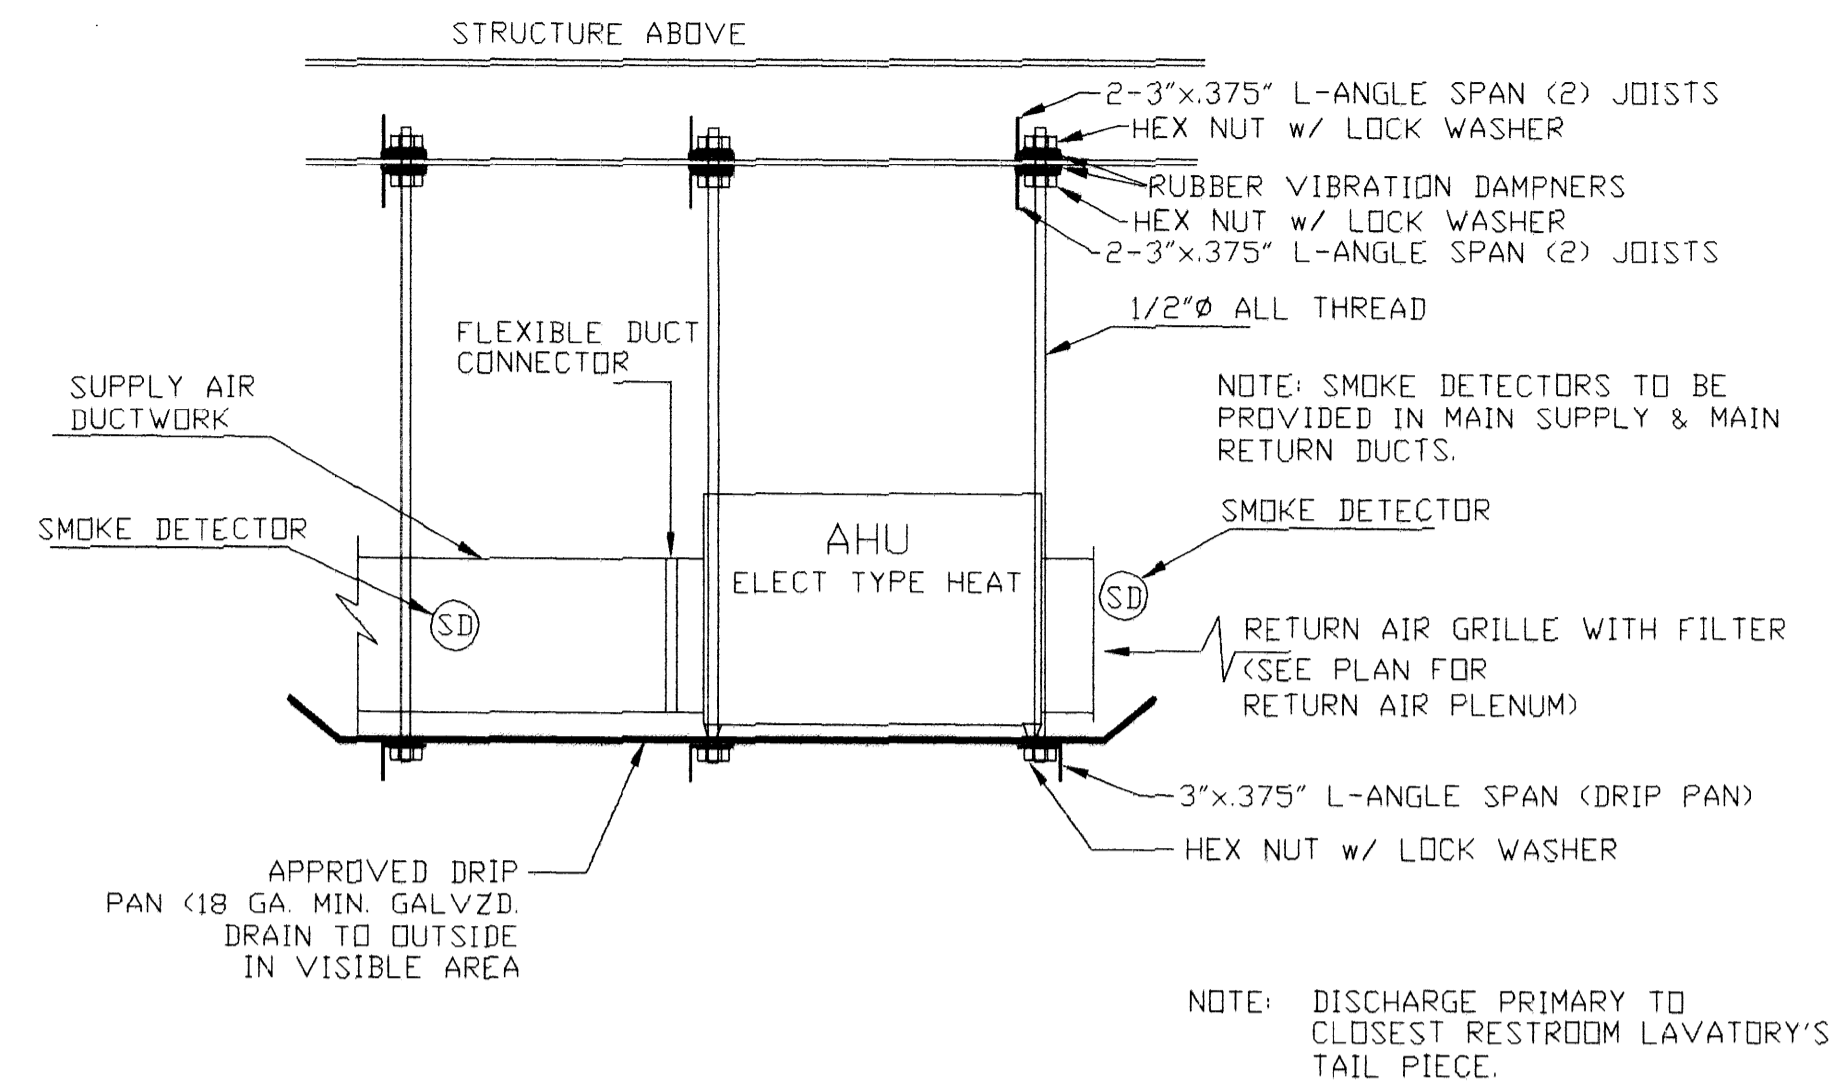 STRUCTURE ABOVE
2-3"x.375" L-ANGLE SPAN (2) JOISTS
HEX NUT w/ LOCK WASHER
RUBBER VIBRATION DAMPNERS
HEX NUT w/ LOCK WASHER
2-3"x.375" L-ANGLE SPAN (2) JOISTS
1/2"Ø ALL THREAD
FLEXIBLE DUCT
CONNECTOR
SUPPLY AIR
DUCTWORK
NOTE: SMOKE DETECTORS TO BE
PROVIDED IN MAIN SUPPLY & MAIN
RETURN DUCTS.
SMOKE DETECTOR
SMOKE DETECTOR
AHU
ELECT TYPE HEAT
SD
SD
RETURN AIR GRILLE WITH FILTER
(SEE PLAN FOR
RETURN AIR PLENUM)
3"x.375" L-ANGLE SPAN (DRIP PAN)
HEX NUT w/ LOCK WASHER
APPROVED DRIP
PAN (18 GA. MIN. GALVZD.
DRAIN TO OUTSIDE
IN VISIBLE AREA
NOTE: DISCHARGE PRIMARY TO
CLOSEST RESTROOM LAVATORY'S
TAIL PIECE.